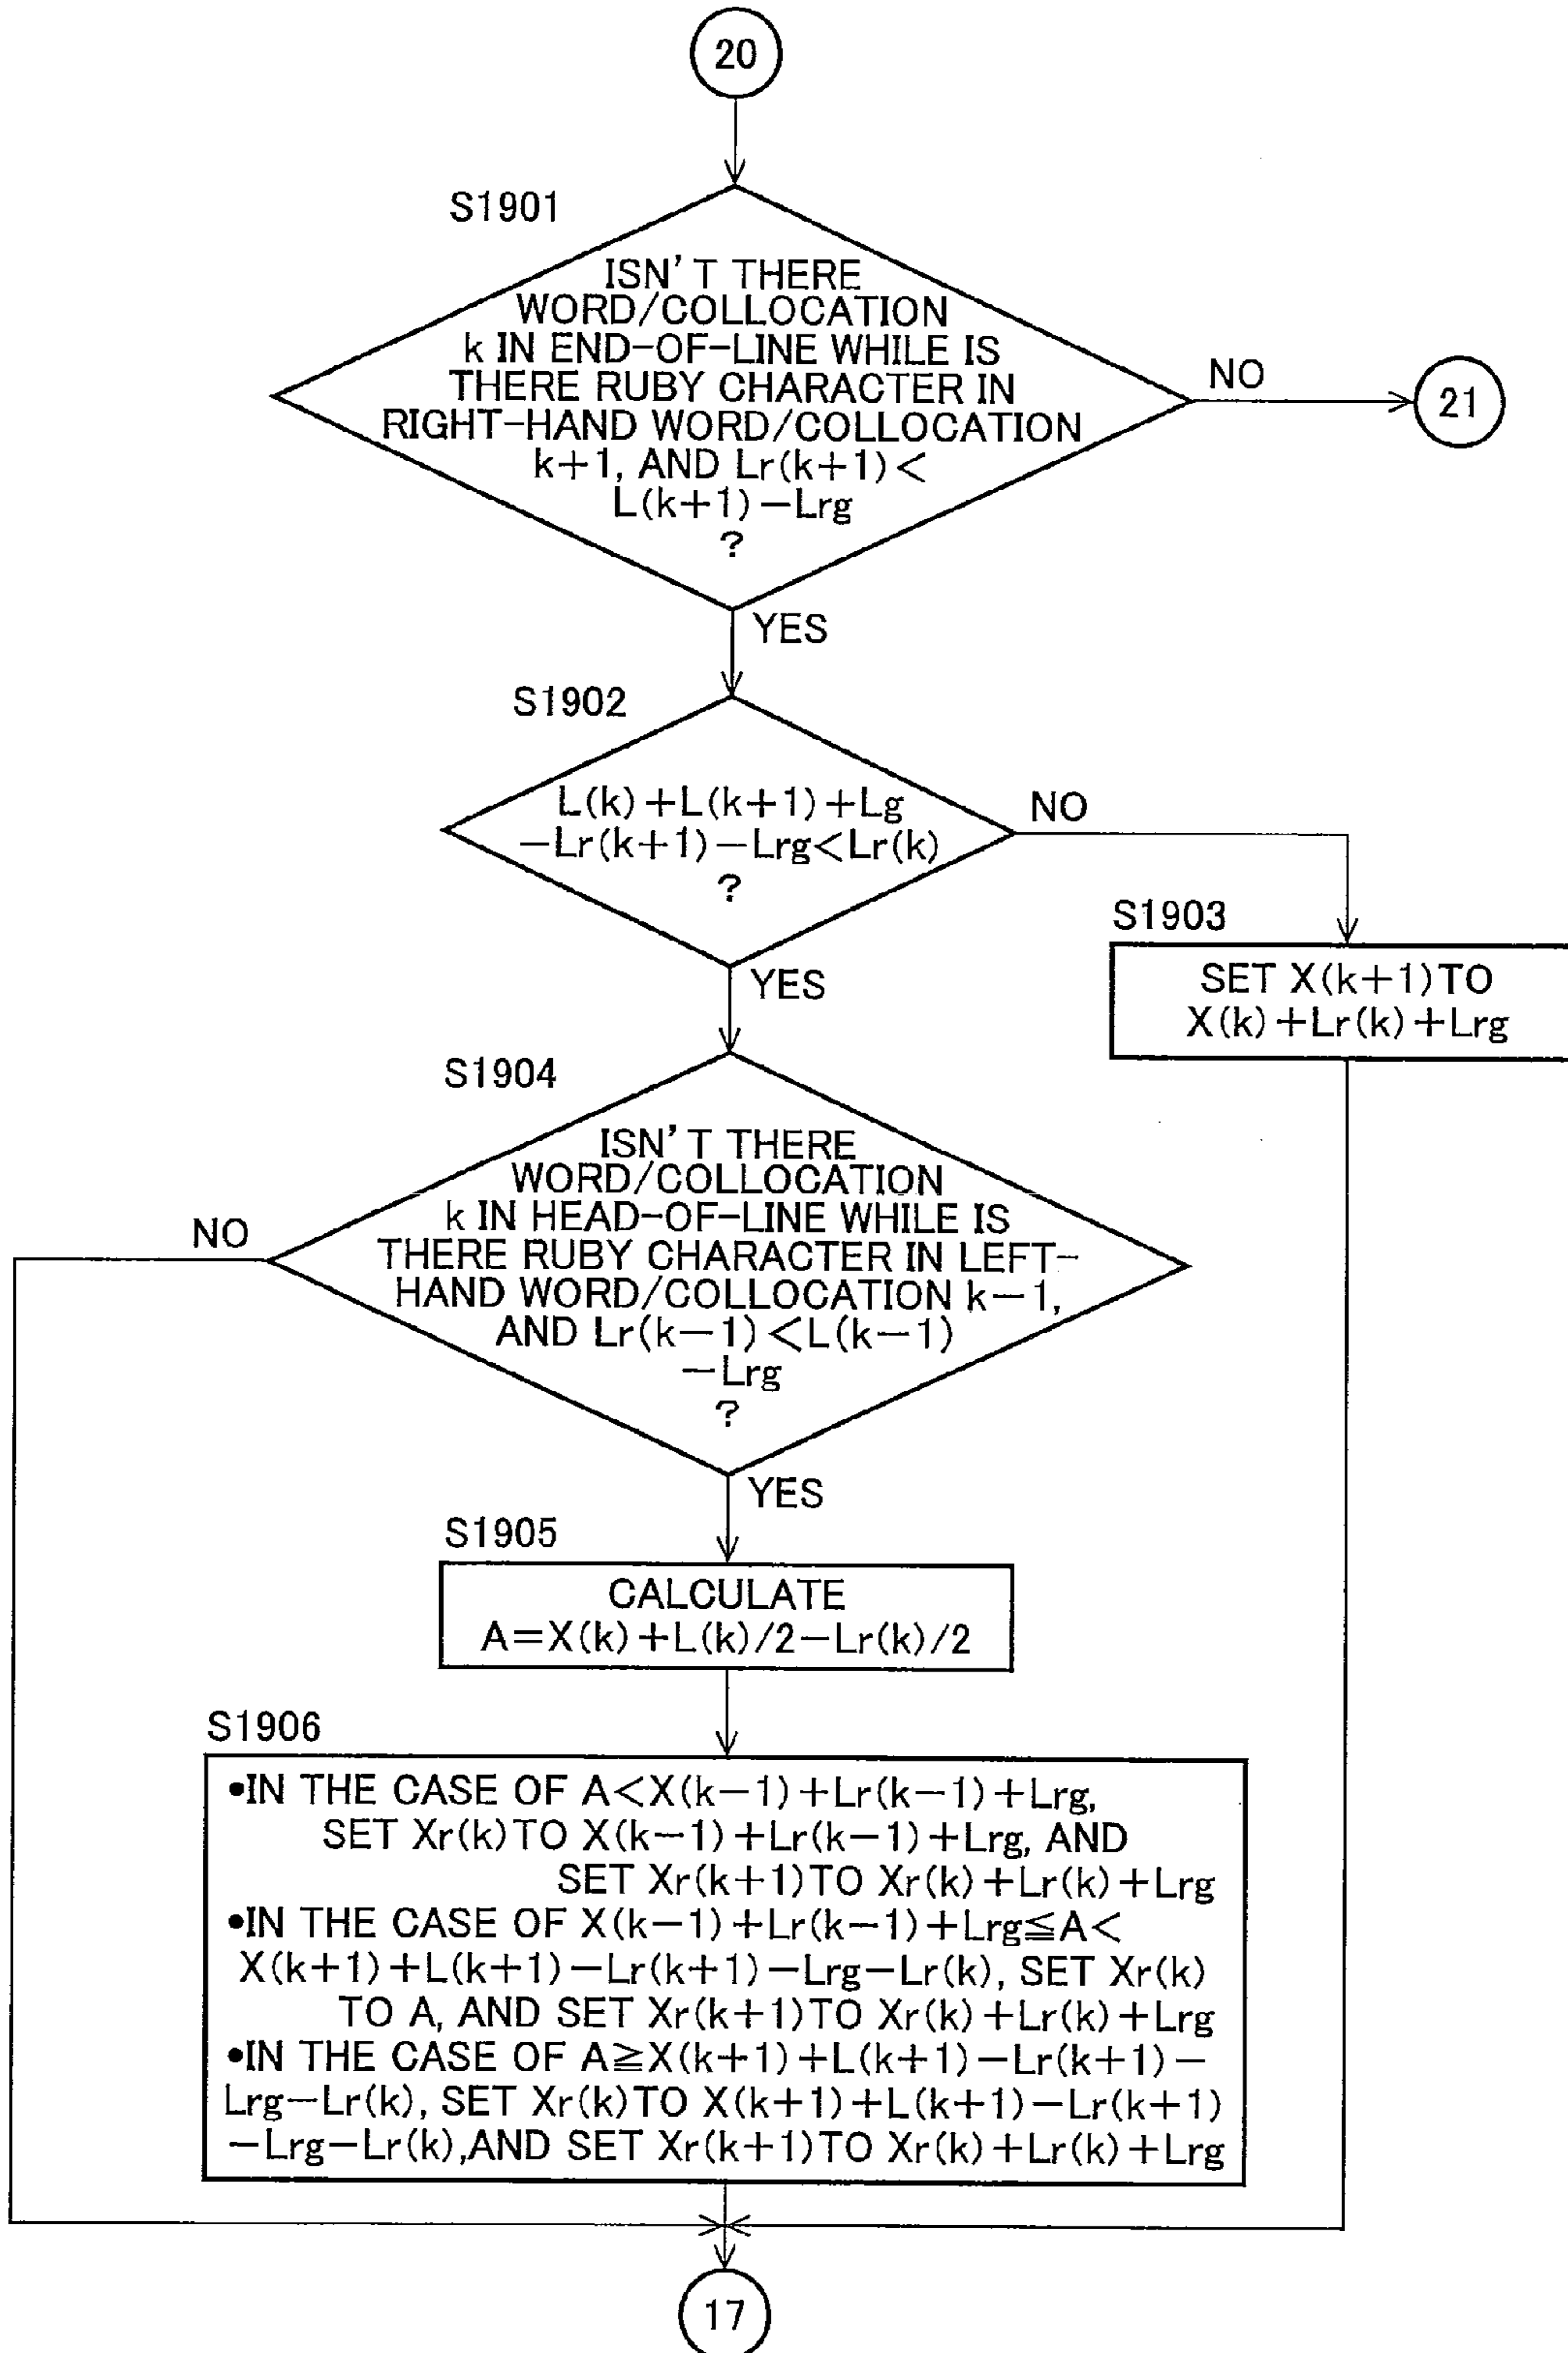 20
S1901
ISN'T THERE
WORD/COLLOCATION
k IN END-OF-LINE WHILE IS
THERE RUBY CHARACTER IN
RIGHT-HAND WORD/COLLOCATION
k+1, AND Lr(k+1)<
L(k+1)-Lrg
?
NO
21
YES
S1902
L(k)+L(k+1)+Lg
-Lr(k+1)-Lrg<Lr(k)
?
NO
S1903
SET X(k+1)TO
X(k)+Lr(k)+Lrg
YES
S1904
ISN'T THERE
WORD/COLLOCATION
k IN HEAD-OF-LINE WHILE IS
THERE RUBY CHARACTER IN LEFT-
HAND WORD/COLLOCATION k-1,
AND Lr(k-1)<L(k-1)
-Lrg
?
NO
YES
S1905
CALCULATE
A=X(k)+L(k)/2-Lr(k)/2
S1906
•IN THE CASE OF A<X(k-1)+Lr(k-1)+Lrg,
SET Xr(k)TO X(k-1)+Lr(k-1)+Lrg, AND
SET Xr(k+1)TO Xr(k)+Lr(k)+Lrg
•IN THE CASE OF X(k-1)+Lr(k-1)+Lrg≦A<
X(k+1)+L(k+1)-Lr(k+1)-Lrg-Lr(k), SET Xr(k)
TO A, AND SET Xr(k+1)TO Xr(k)+Lr(k)+Lrg
•IN THE CASE OF A≧X(k+1)+L(k+1)-Lr(k+1)-
Lrg-Lr(k), SET Xr(k)TO X(k+1)+L(k+1)-Lr(k+1)
-Lrg-Lr(k),AND SET Xr(k+1)TO Xr(k)+Lr(k)+Lrg
17